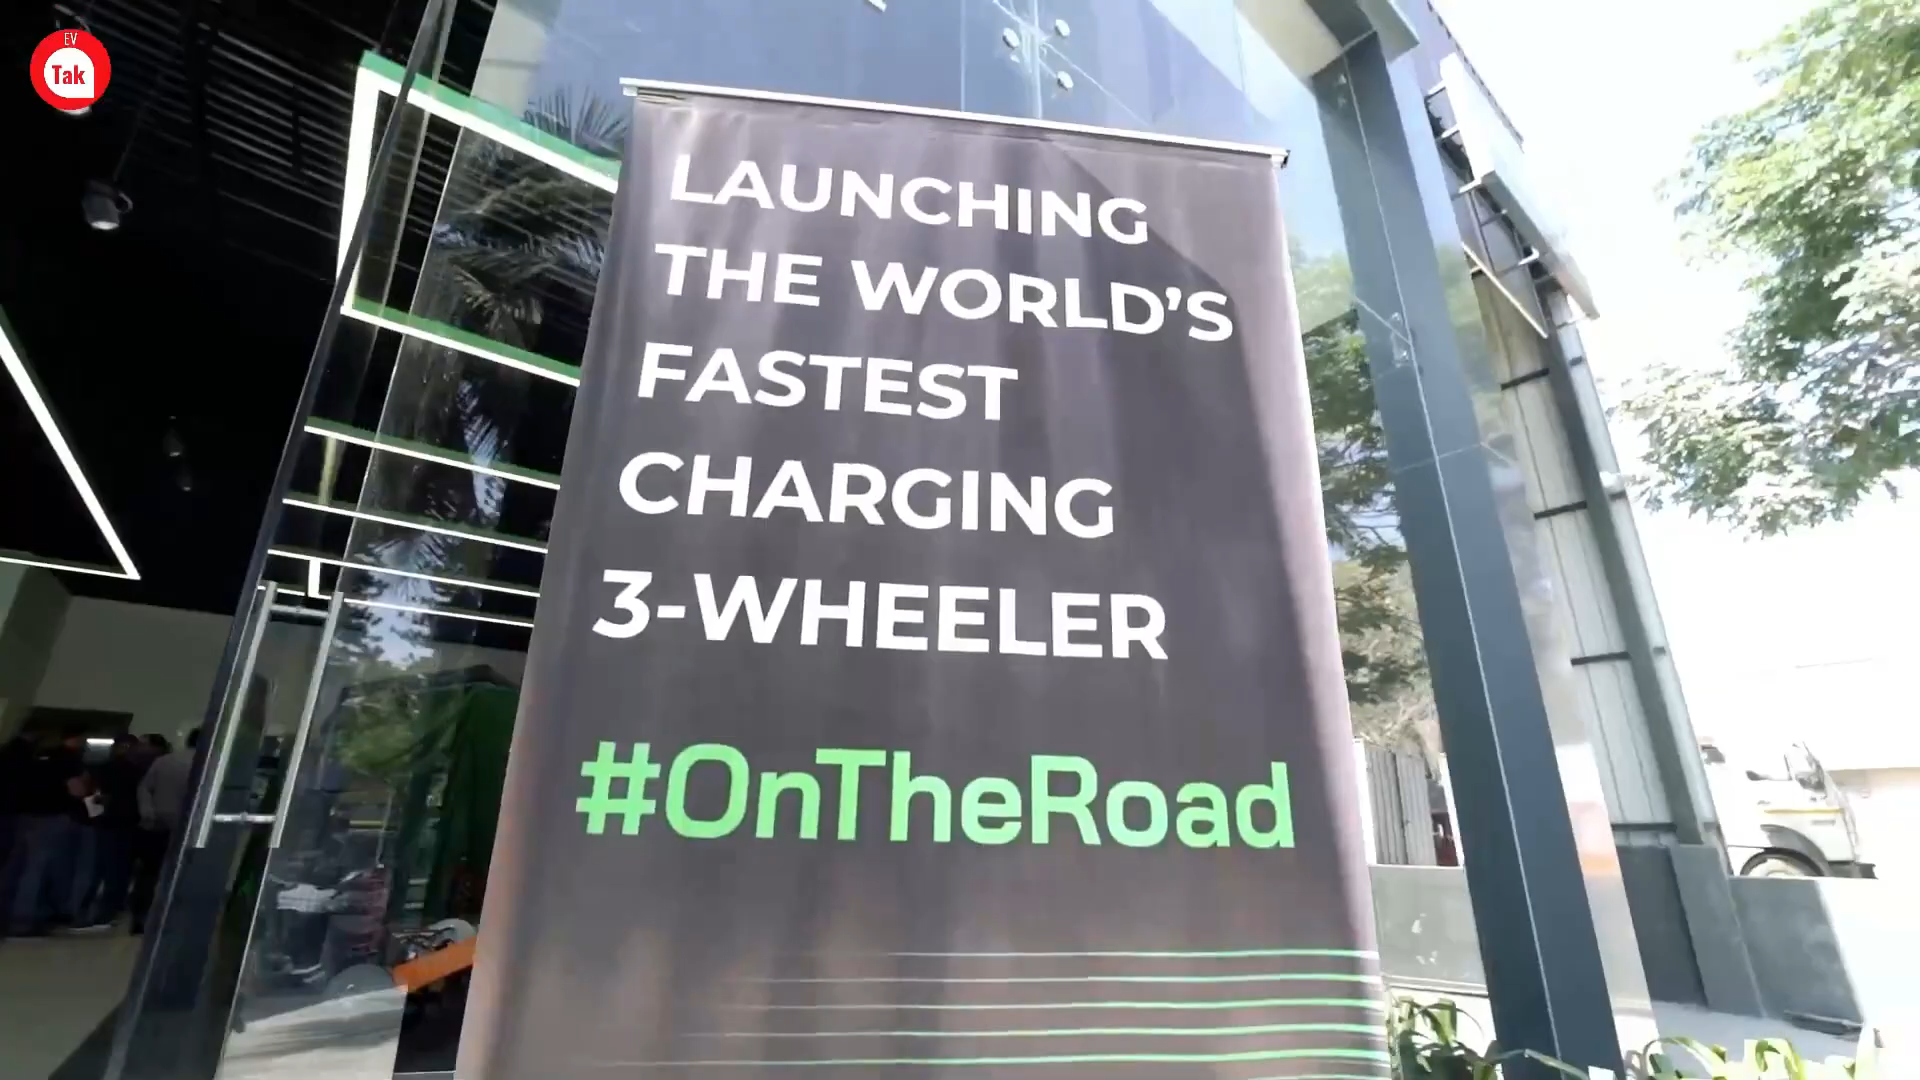 EV
Tak
LAUNCHING
THE WORLD'S
FASTEST
CHARGING
3-WHEELER
#OnTheRoad